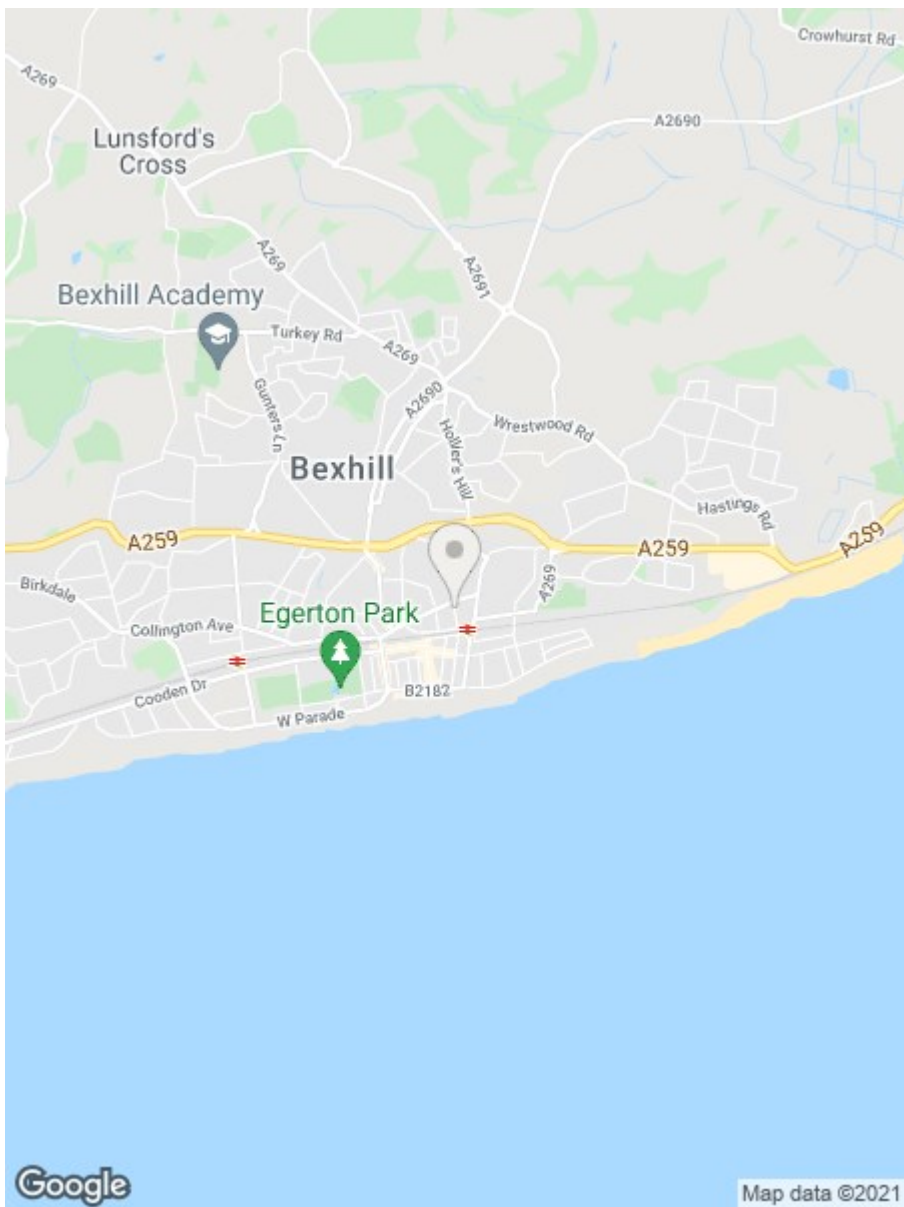 Crowhurst Rd
A269
A2690
Lunsford's
Cross
A269
A2691
Bexhill Academy
Turkey Rd
A269
Gunters Ln
A2690
Wrestwood Rd
Bexhill
Hastings Rd
A259
A259
A259
Birkdale
A269
Egerton Park
Collington Ave
Cooden Dr
B2182
W Parade
Google
Map data ©2021